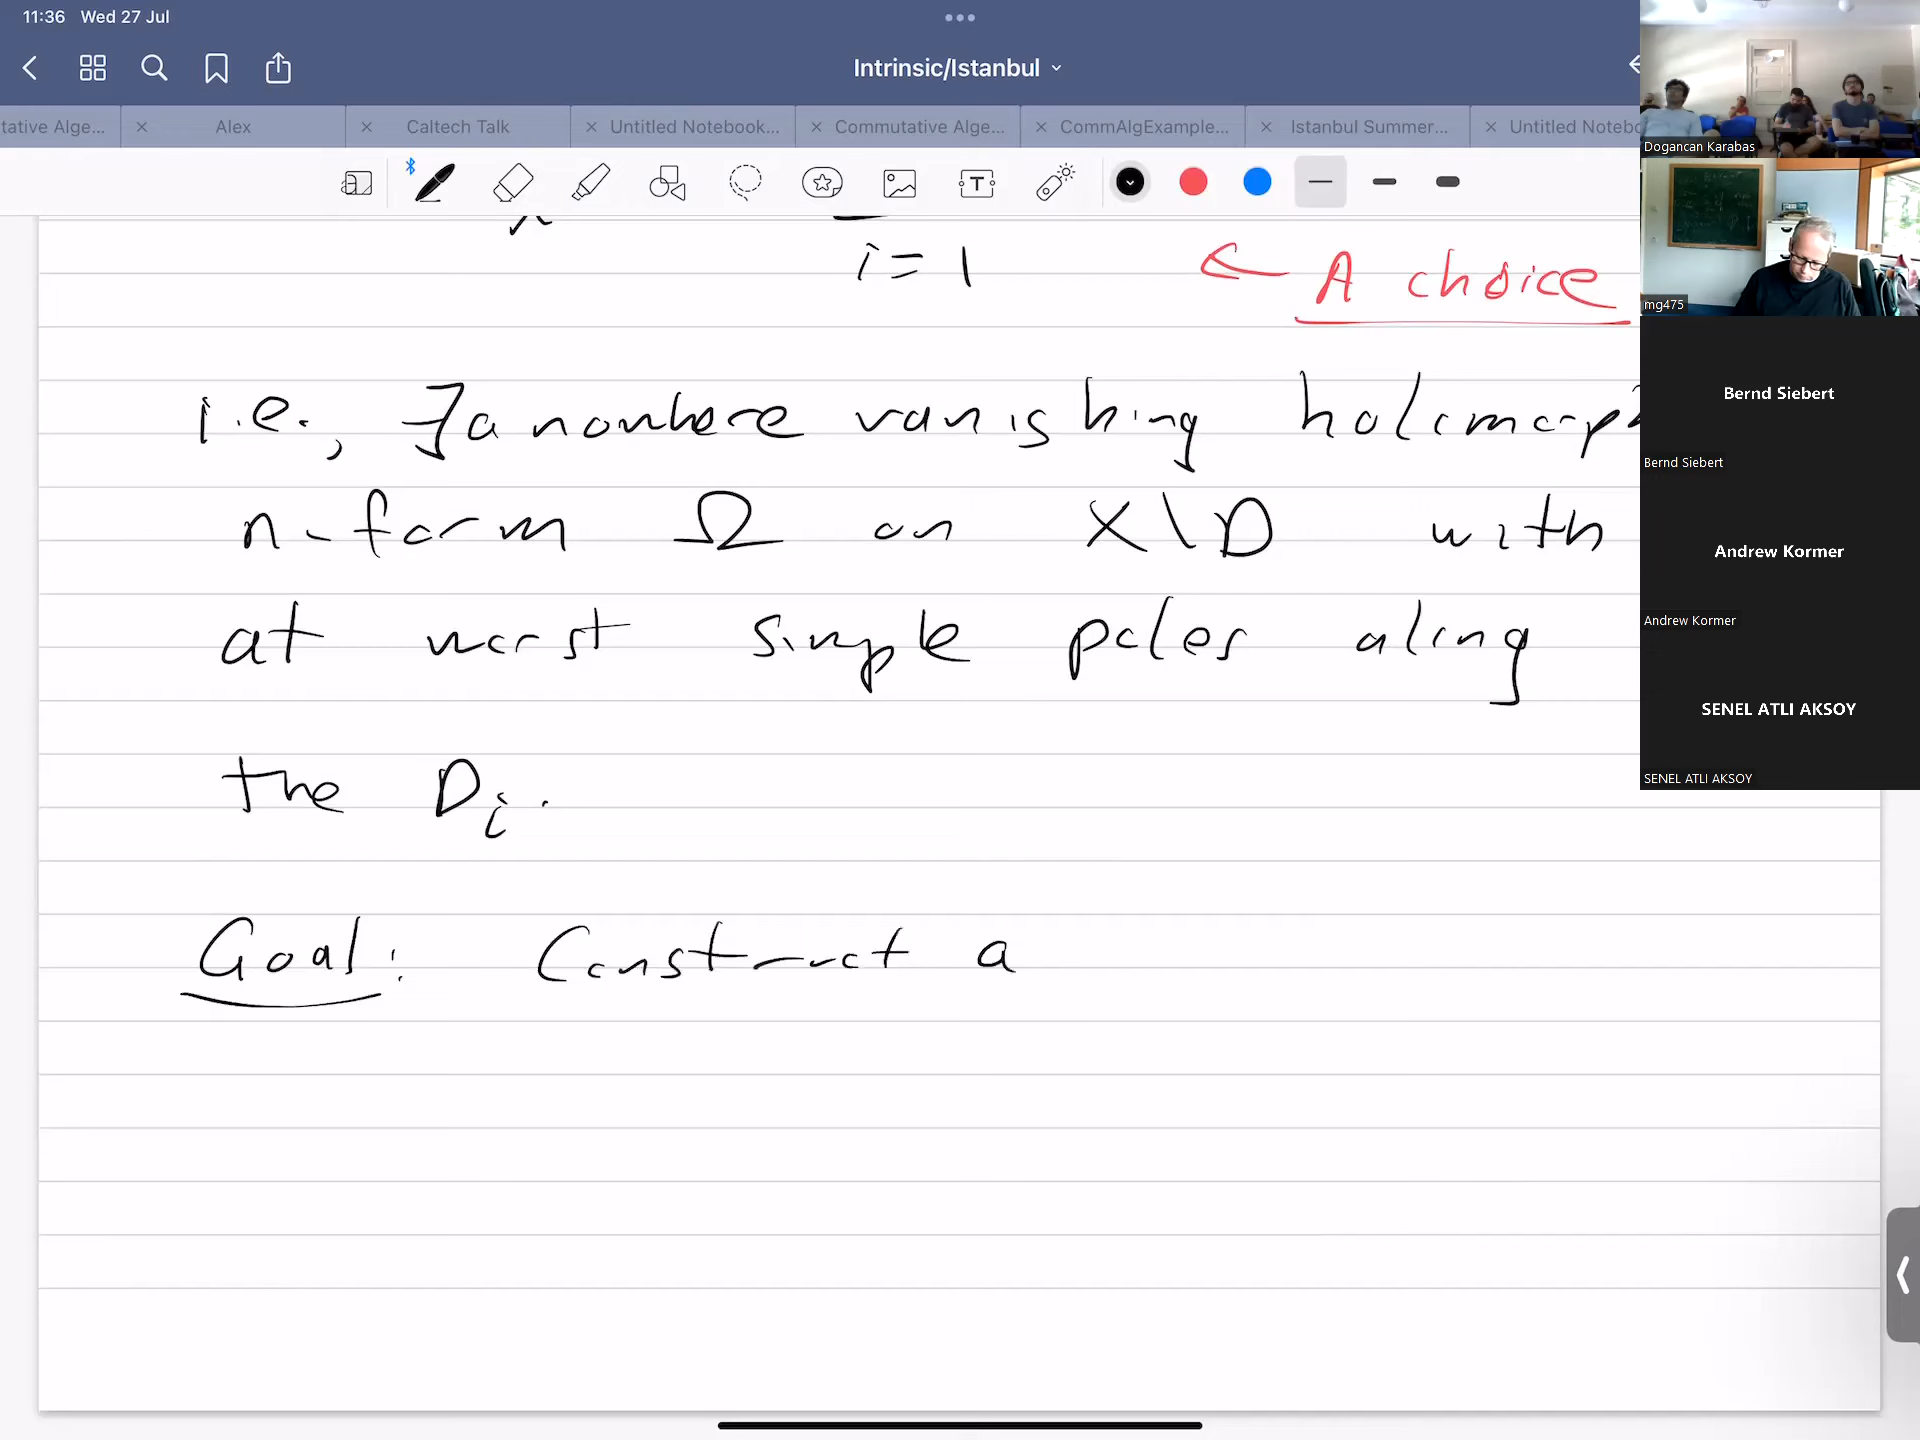 11:36 Wed 27 Jul
Intrinsic/Istanbul
tative Alge...
Alex
Caltech Talk
Untitled Notebook...
Commutative Alge...
CommAlgExample...
Istanbul Summer...
Untitled Notebo
i = 1
← A choice
i.e., ∃ a nonwhere vanishing holomorp
n-form Ω on X\D with
at worst simple poles along
the Di.
Goal: Construct a
Dogancan Karabas
mg475
Bernd Siebert
Bernd Siebert
Andrew Kormer
Andrew Kormer
SENEL ATLI AKSOY
SENEL ATLI AKSOY